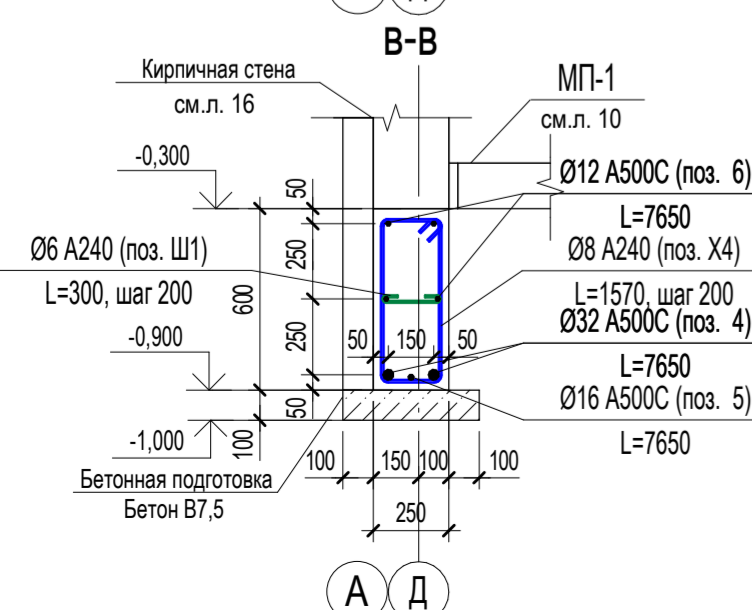 В-В
Кирпичная стена
см.л. 16
МП-1
см.л. 10
-0,300
50
Ø12 А500С (поз. 6)
L=7650
Ø6 А240 (поз. Ш1)
L=300, шаг 200
250
600
Ø8 А240 (поз. Х4)
L=1570, шаг 200
-0,900
250
50 150 50
Ø32 А500С (поз. 4)
L=7650
50
Ø16 А500С (поз. 5)
L=7650
-1,000
100
100 150 100 100
Бетонная подготовка
Бетон В7,5
250
А Д